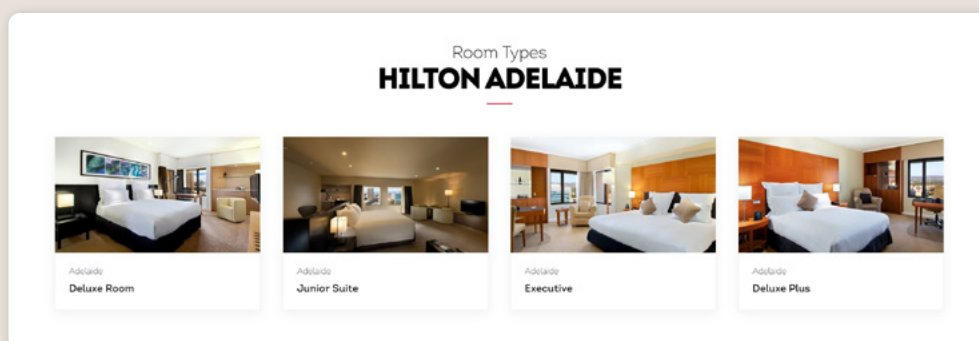 Room Types
HILTON ADELAIDE
Adelaide
Deluxe Room
Adelaide
Junior Suite
Adelaide
Executive
Adelaide
Deluxe Plus